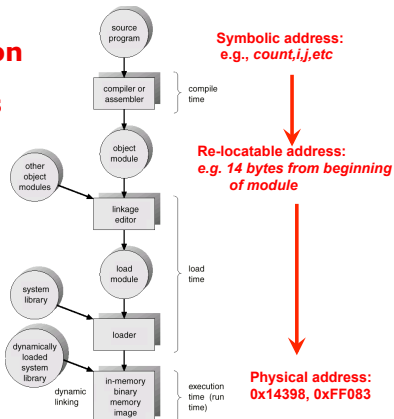 on
source
program
Symbolic address:
e.g., count,i,j,etc
compiler or
assembler
compile
time
object
module
other
object
modules
Re-locatable address:
e.g. 14 bytes from beginning
of module
linkage
editor
load
module
load
time
system
library
loader
dynamically
loaded
system
library
dynamic
linking
in-memory
binary
memory
image
execution
time (run
time)
Physical address:
0x14398, 0xFF083